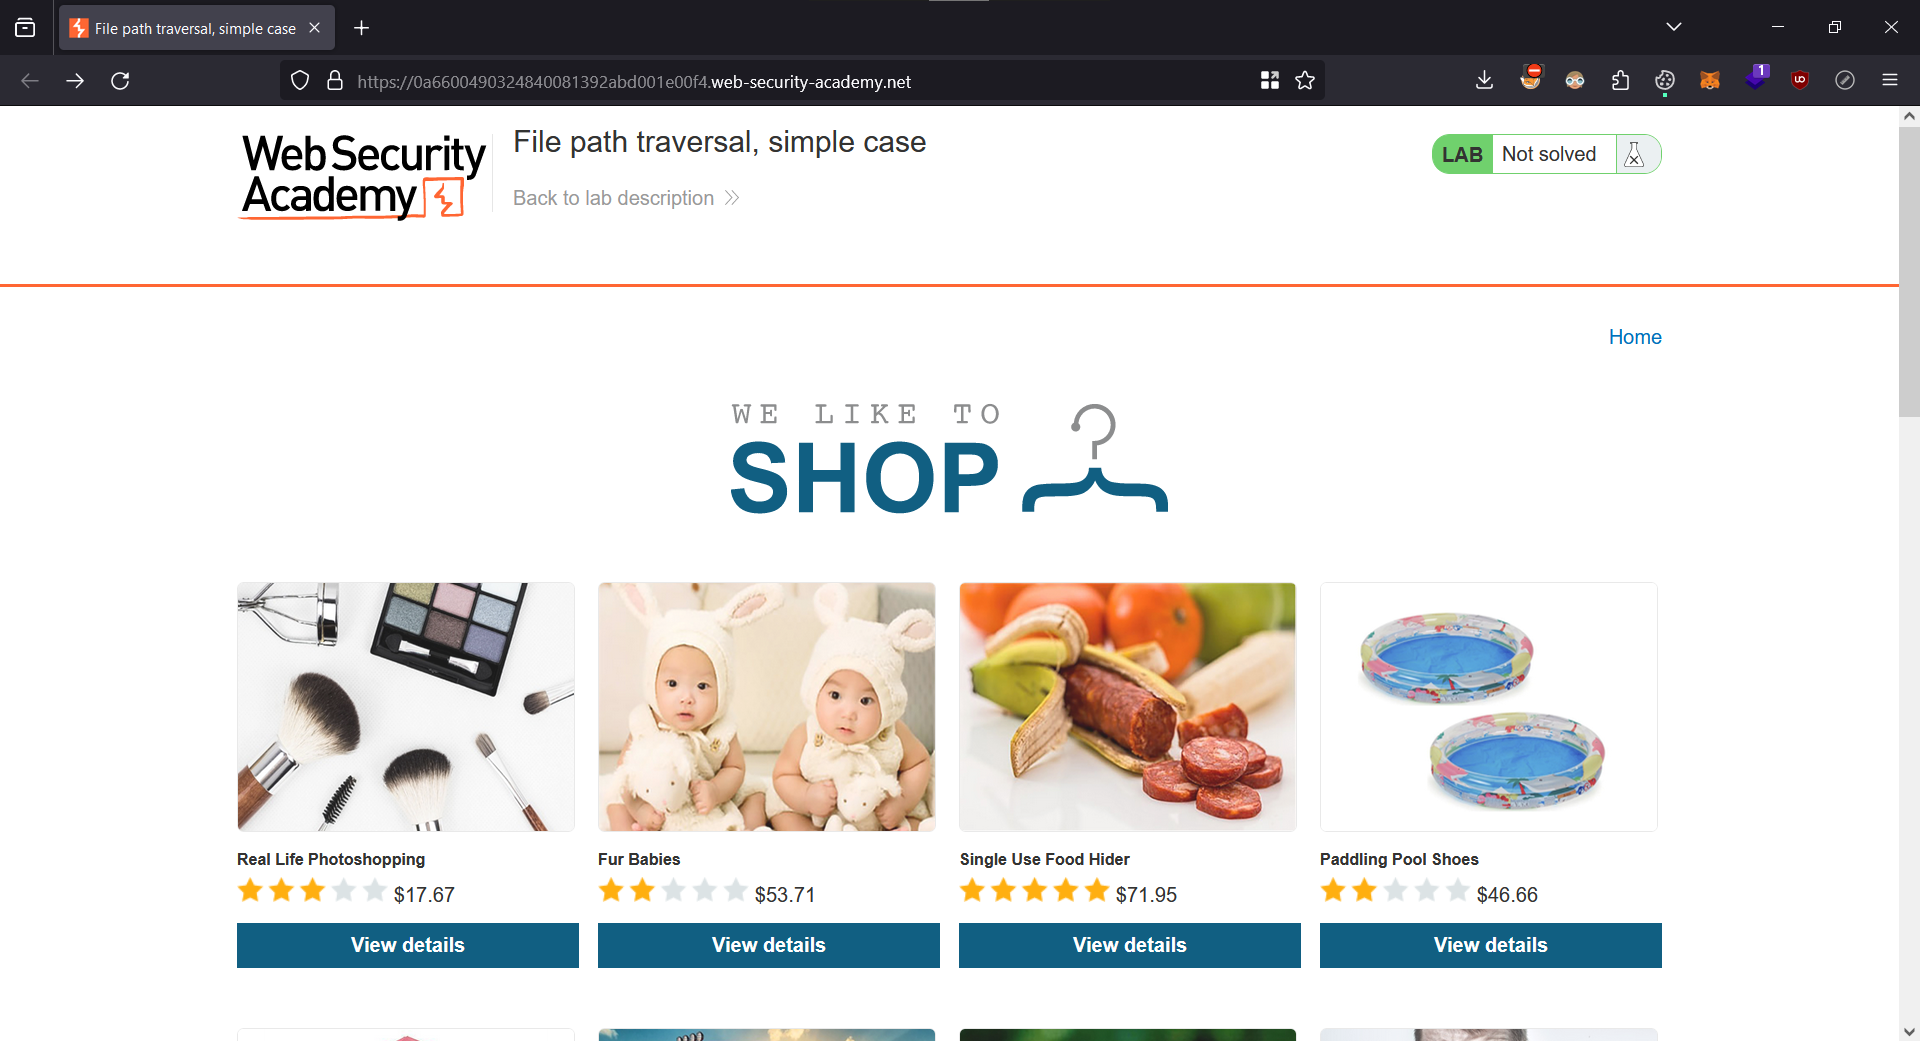 File path traversal, simple case
https://0a6600490324840081392abd001e00f4.web-security-academy.net
1
Web Security
Academy
File path traversal, simple case
Back to lab description
LAB Not solved
Home
WE LIKE TO
SHOP
Real Life Photoshopping
$17.67
View details
Fur Babies
$53.71
View details
Single Use Food Hider
$71.95
View details
Paddling Pool Shoes
$46.66
View details